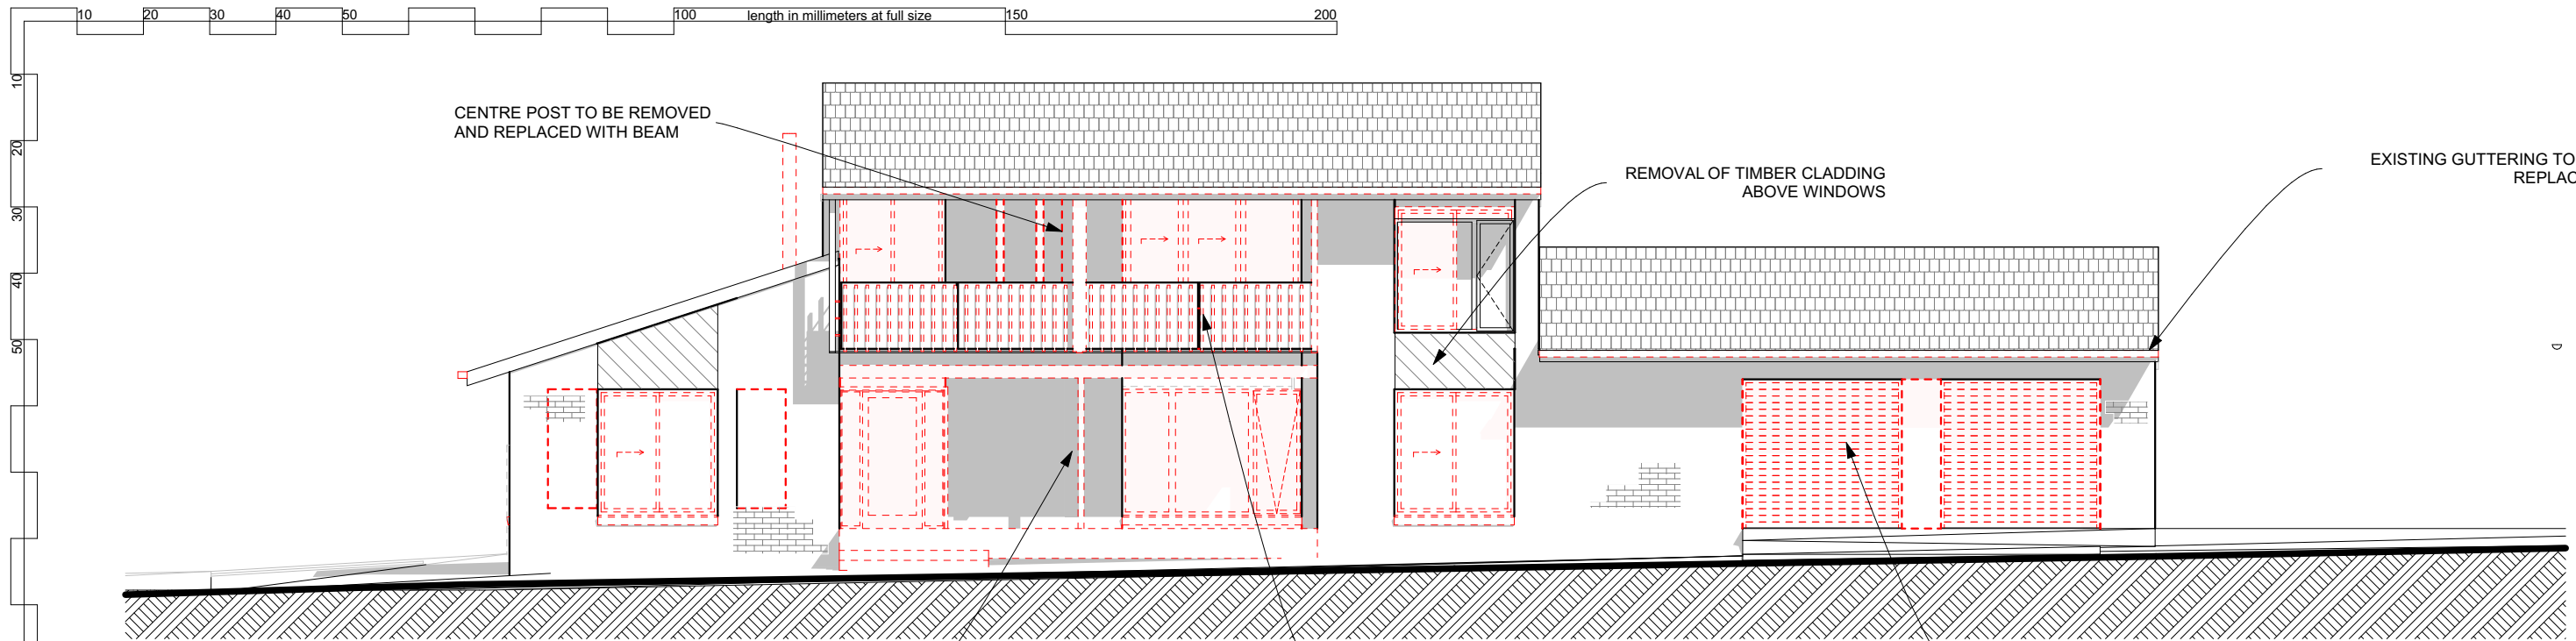 10 20 30 40 50 100 length in millimeters at full size 150 200
10
20
30
40
50
CENTRE POST TO BE REMOVED
AND REPLACED WITH BEAM
REMOVAL OF TIMBER CLADDING
ABOVE WINDOWS
EXISTING GUTTERING TO